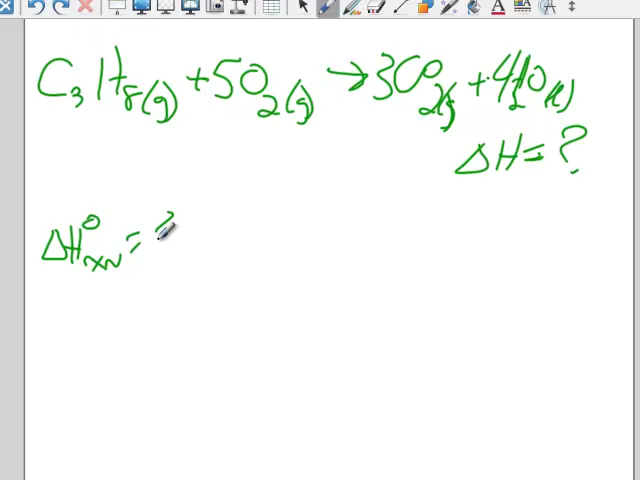 C₃H₈(g) + 5O₂(g) → 3CO₂(g) + 4H₂O(l)
ΔH = ?
ΔH°rxn =